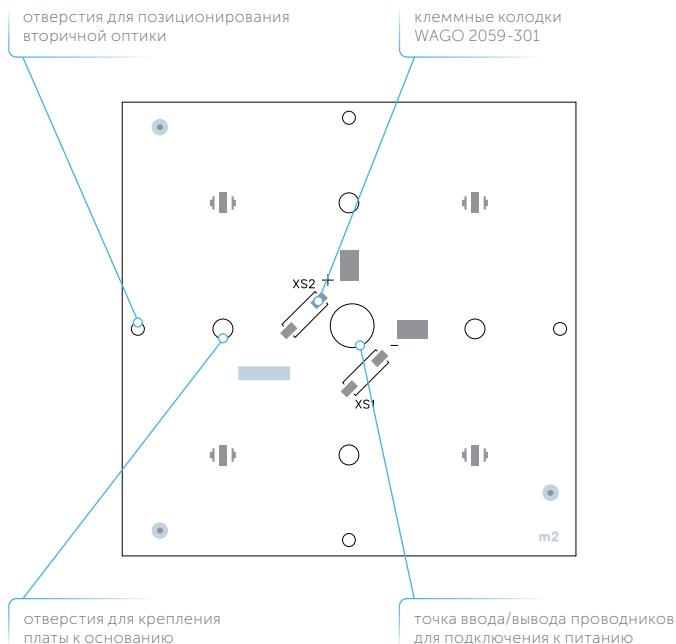 отверстия для позиционирования
вторичной оптики
клеммные колодки
WAGO 2059-301
XS2
+
-
XS1
m2
отверстия для крепления
платы к основанию
точка ввода/вывода проводников
для подключения к питанию